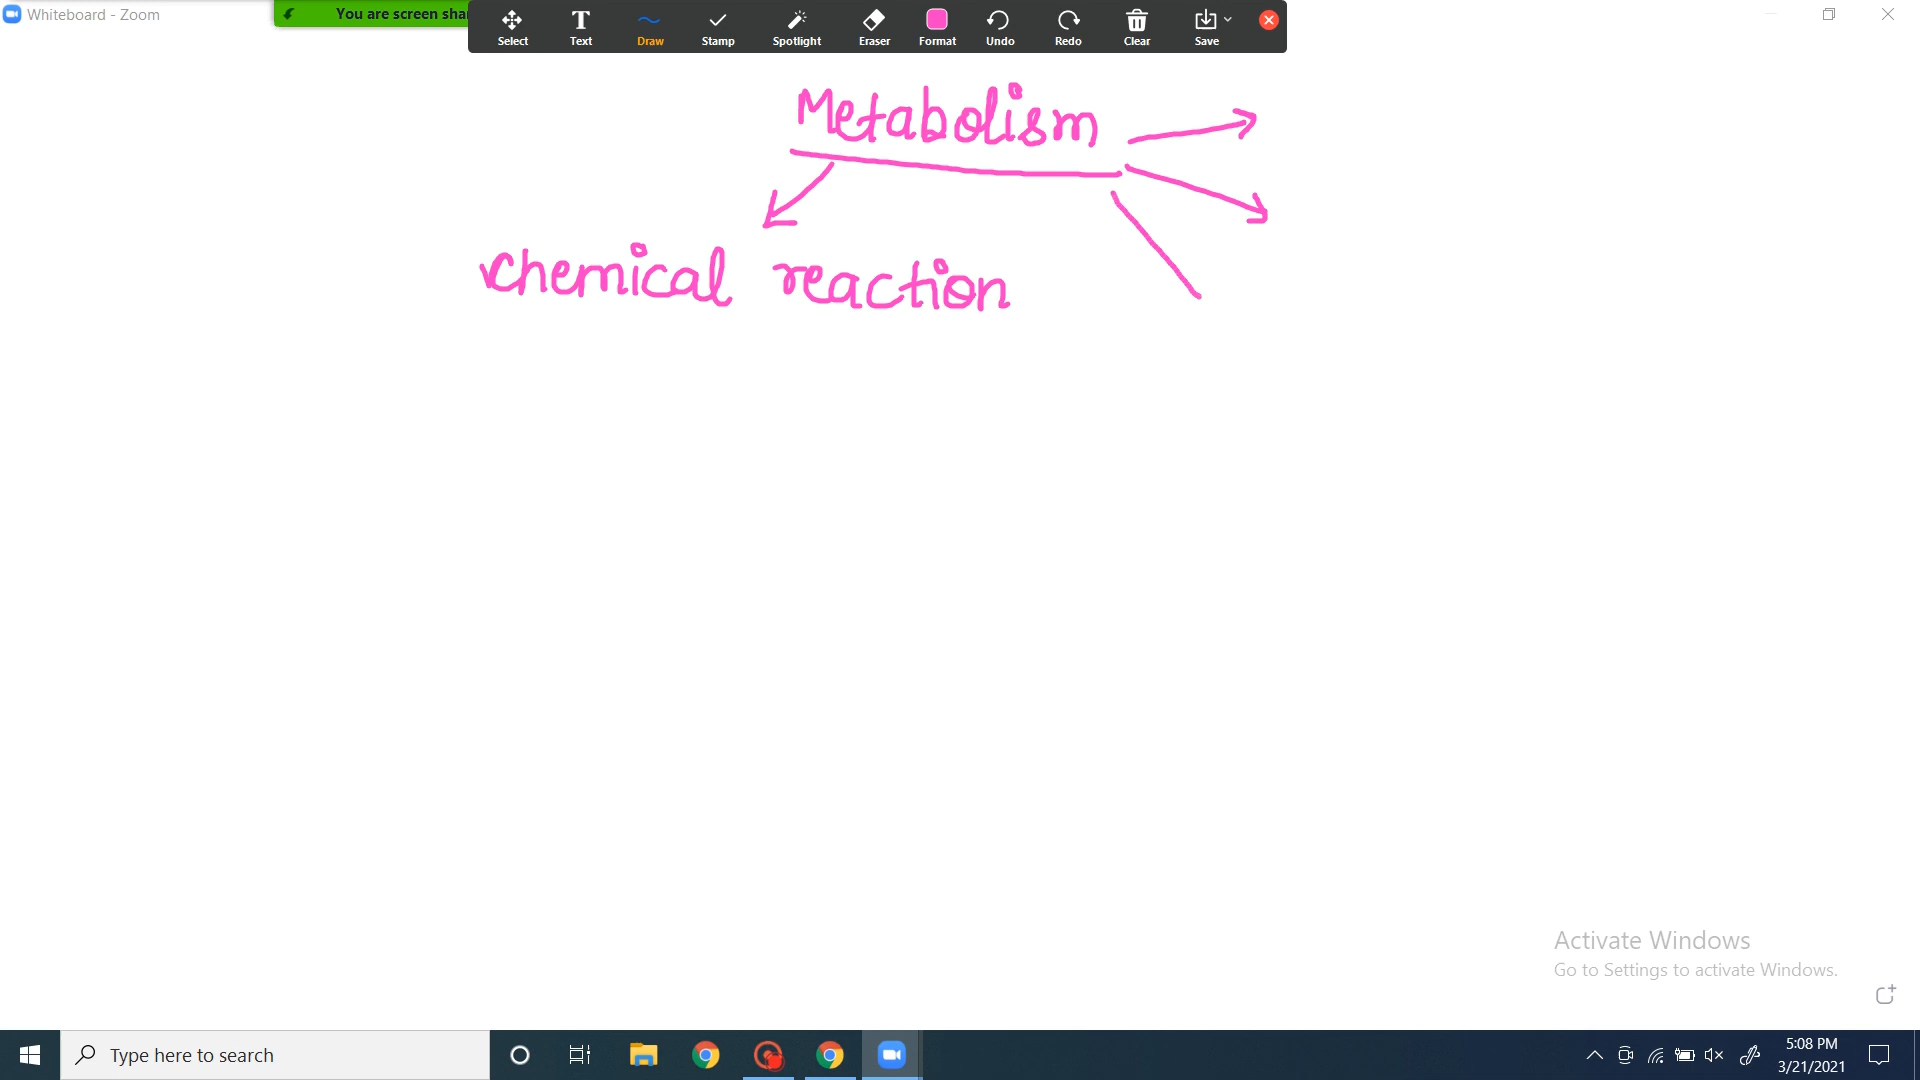 Whiteboard - Zoom
You are screen sha
Select Text Draw Stamp Spotlight Eraser Format Undo Redo Clear Save
Metabolism
chemical reaction
Activate Windows
Go to Settings to activate Windows.
Type here to search
5:08 PM
3/21/2021